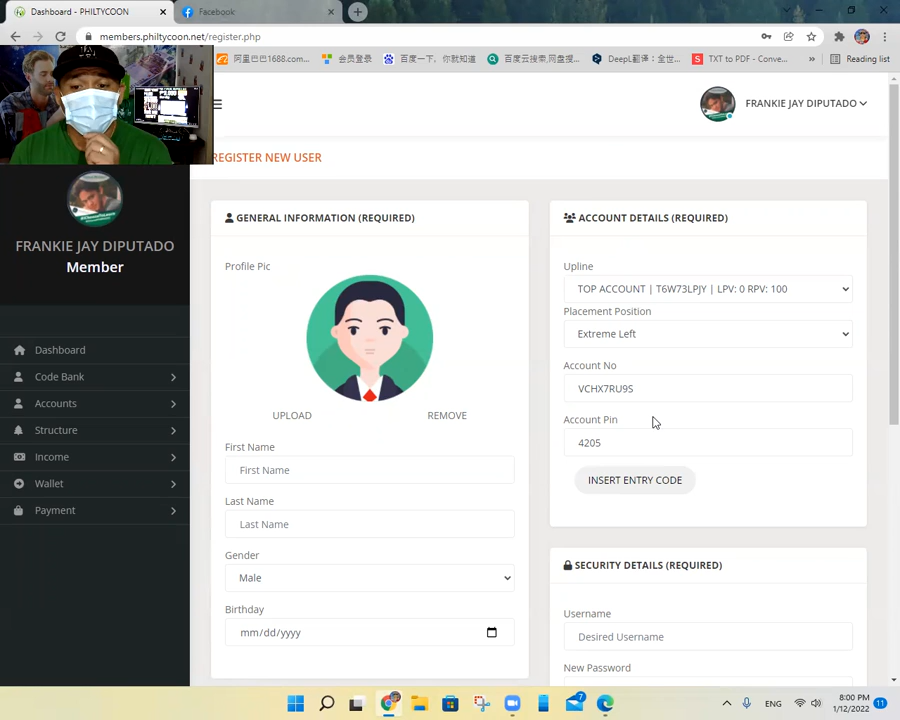 Dashboard - PHILTYCOON
Facebook
members.philtycoon.net/register.php
阿里巴巴1688.com...
会员登录
百度一下，你就知道
百度云搜索,网盘搜...
DeepL翻译：全世...
TXT to PDF - Conve...
Reading list
FRANKIE JAY DIPUTADO
REGISTER NEW USER
FRANKIE JAY DIPUTADO
Member
Dashboard
Code Bank
Accounts
Structure
Income
Wallet
Payment
GENERAL INFORMATION (REQUIRED)
Profile Pic
UPLOAD
REMOVE
First Name
First Name
Last Name
Last Name
Gender
Male
Birthday
mm/dd/yyyy
ACCOUNT DETAILS (REQUIRED)
Upline
TOP ACCOUNT | T6W73LPJY | LPV: 0 RPV: 100
Placement Position
Extreme Left
Account No
VCHX7RU9S
Account Pin
4205
INSERT ENTRY CODE
SECURITY DETAILS (REQUIRED)
Username
Desired Username
New Password
7
ENG
8:00 PM
1/12/2022
11